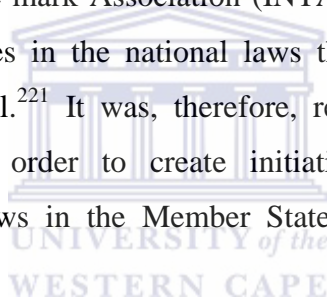 mark Association (INTA
es in the national laws th
l.221 It was, therefore, re
order to create initiati
ws in the Member State
UNIVERSITY of the
WESTERN CAPE